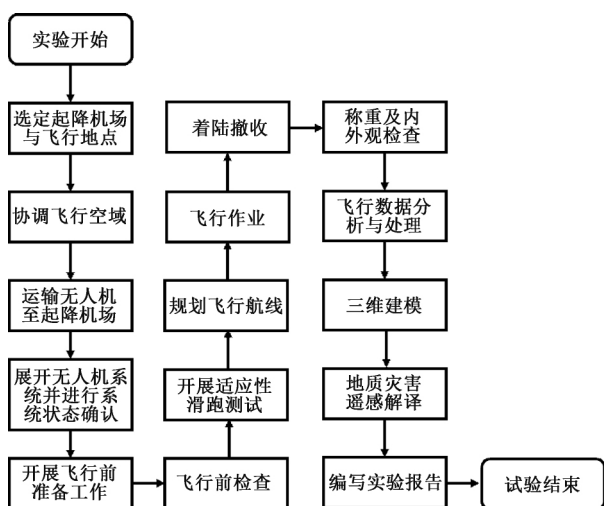 实验开始
选定起降机场
与飞行地点
协调飞行空域
运输无人机
至起降机场
展开无人机系
统并进行系
统状态确认
开展飞行前
准备工作
飞行前检查
开展适应性
滑跑测试
规划飞行航线
飞行作业
着陆撤收
称重及内
外观检查
飞行数据分
析与处理
三维建模
地质灾害
遥感解译
编写实验报告
试验结束